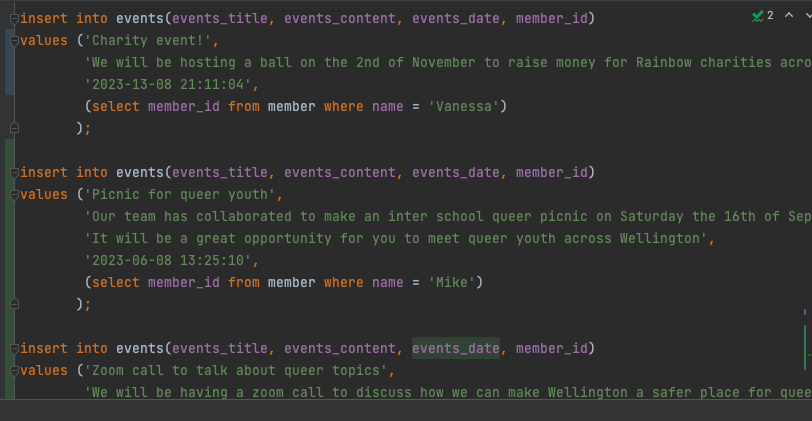 insert into events(events_title, events_content, events_date, member_id)
2
values ('Charity event!',
'We will be hosting a ball on the 2nd of November to raise money for Rainbow charities
'2023-13-08 21:11:04',
(select member_id from member where name = 'Vanessa')
);
insert into events(events_title, events_content, events_date, member_id)
values ('Picnic for queer youth',
'Our team has collaborated to make an inter school queer picnic on Saturday the 16th of
'It will be a great opportunity for you to meet queer youth across Wellington',
'2023-06-08 13:25:10',
(select member_id from member where name = 'Mike')
);
insert into events(events_title, events_content, events_date, member_id)
values ('Zoom call to talk about queer topics',
'We will be having a zoom call to discuss how we can make Wellington a safer place for